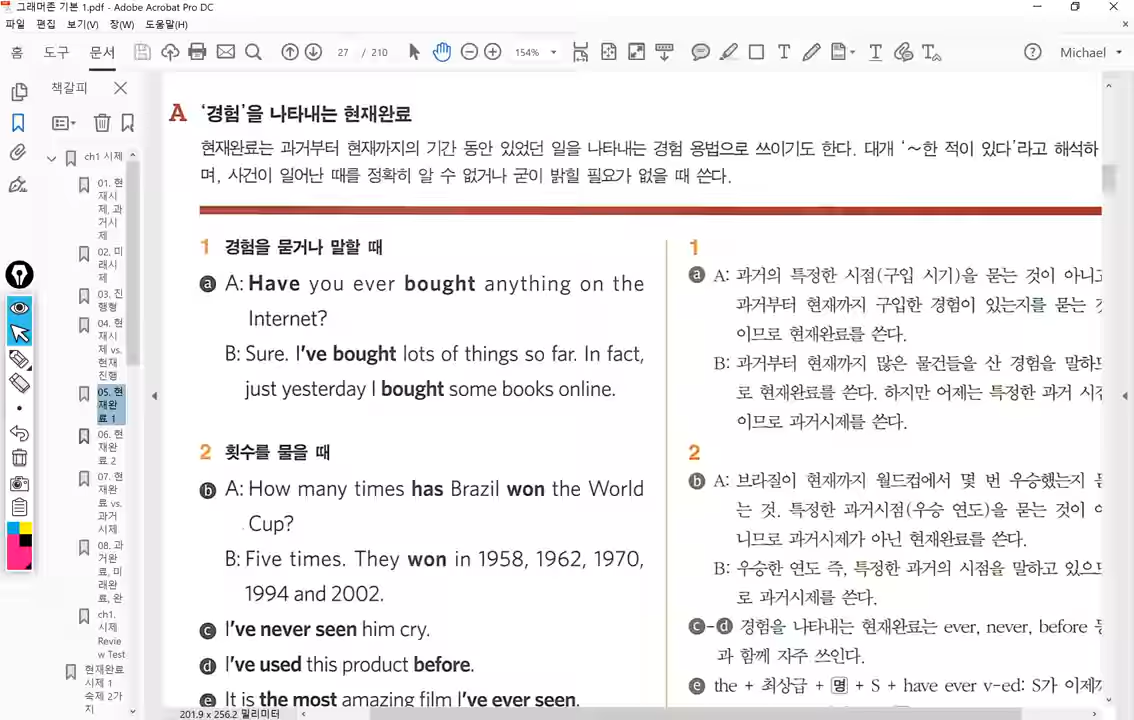 그래머존 기본 1.pdf - Adobe Acrobat Pro DC
파일 편집 보기(V) 창(W) 도움말(H)
홈 도구 문서 27 / 210 154% Michael
책갈피
ch1 시제
01. 현
재시
제, 과
거시
제
02. 미
래시
제
03. 진
행형
04. 현
재시
제 vs.
현재
진행
05. 현
재완
료 1
06. 현
재완
료 2
07. 현
재완
료 vs.
과거
시제
08. 과
거완
료, 미
래완
료, 완
ch1.
시제
Revie
w Test
현재완료
시제 1
숙제 2가
지
A '경험'을 나타내는 현재완료
현재완료는 과거부터 현재까지의 기간 동안 있었던 일을 나타내는 경험 용법으로 쓰이기도 한다. 대개 '~한 적이 있다'라고 해석하
며, 사건이 일어난 때를 정확히 알 수 없거나 굳이 밝힐 필요가 없을 때 쓴다.
1 경험을 묻거나 말할 때
a A: Have you ever bought anything on the
Internet?
B: Sure. I've bought lots of things so far. In fact,
just yesterday I bought some books online.
2 횟수를 물을 때
b A: How many times has Brazil won the World
Cup?
B: Five times. They won in 1958, 1962, 1970,
1994 and 2002.
c I've never seen him cry.
d I've used this product before.
e It is the most amazing film I've ever seen.
1
a A: 과거의 특정한 시점(구입 시기)을 묻는 것이 아니고
과거부터 현재까지 구입한 경험이 있는지를 묻는 것
이므로 현재완료를 쓴다.
B: 과거부터 현재까지 많은 물건들을 산 경험을 말하므
로 현재완료를 쓴다. 하지만 어제는 특정한 과거 시점
이므로 과거시제를 쓴다.
2
b A: 브라질이 현재까지 월드컵에서 몇 번 우승했는지 묻
는 것. 특정한 과거시점(우승 연도)을 묻는 것이 아
니므로 과거시제가 아닌 현재완료를 쓴다.
B: 우승한 연도 즉, 특정한 과거의 시점을 말하고 있으므
로 과거시제를 쓴다.
c-d 경험을 나타내는 현재완료는 ever, never, before 등
과 함께 자주 쓰인다.
e the + 최상급 + 명 + S + have ever v-ed: S가 이제까
201.9 x 256.2 밀리미터